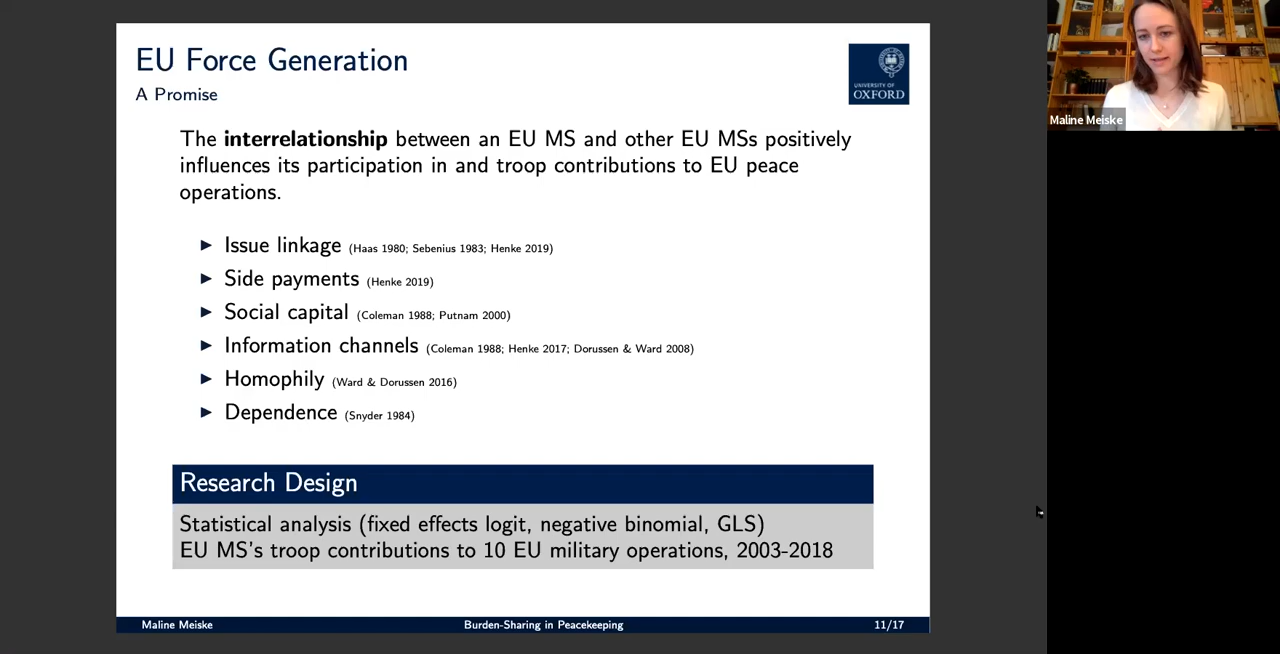 EU Force Generation
A Promise
UNIVERSITY OF
OXFORD
The interrelationship between an EU MS and other EU MSs positively
influences its participation in and troop contributions to EU peace
operations.
▶ Issue linkage (Haas 1980; Sebenius 1983; Henke 2019)
▶ Side payments (Henke 2019)
▶ Social capital (Coleman 1988; Putnam 2000)
▶ Information channels (Coleman 1988; Henke 2017; Dorussen & Ward 2008)
▶ Homophily (Ward & Dorussen 2016)
▶ Dependence (Snyder 1984)
Research Design
Statistical analysis (fixed effects logit, negative binomial, GLS)
EU MS's troop contributions to 10 EU military operations, 2003-2018
Maline Meiske Burden-Sharing in Peacekeeping 11/17
Maline Meiske